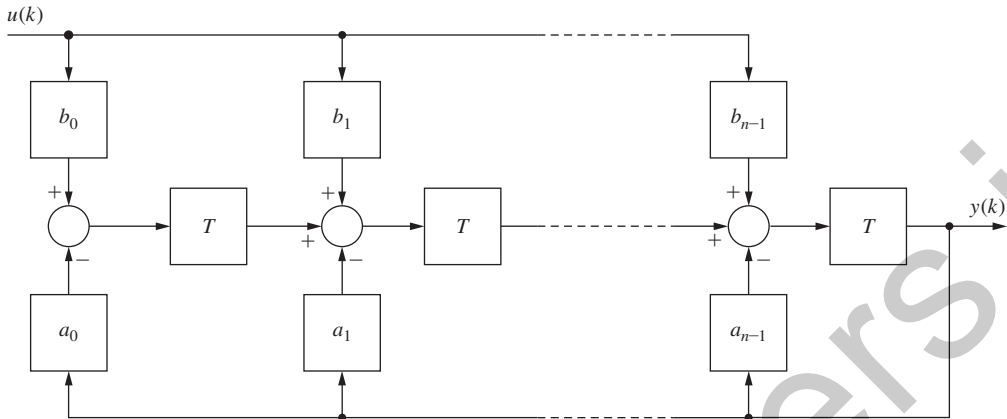 u(k)
b₀ b₁ bₙ₋₁
+ + +
T T T y(k)
+ +
− − −
a₀ a₁ aₙ₋₁